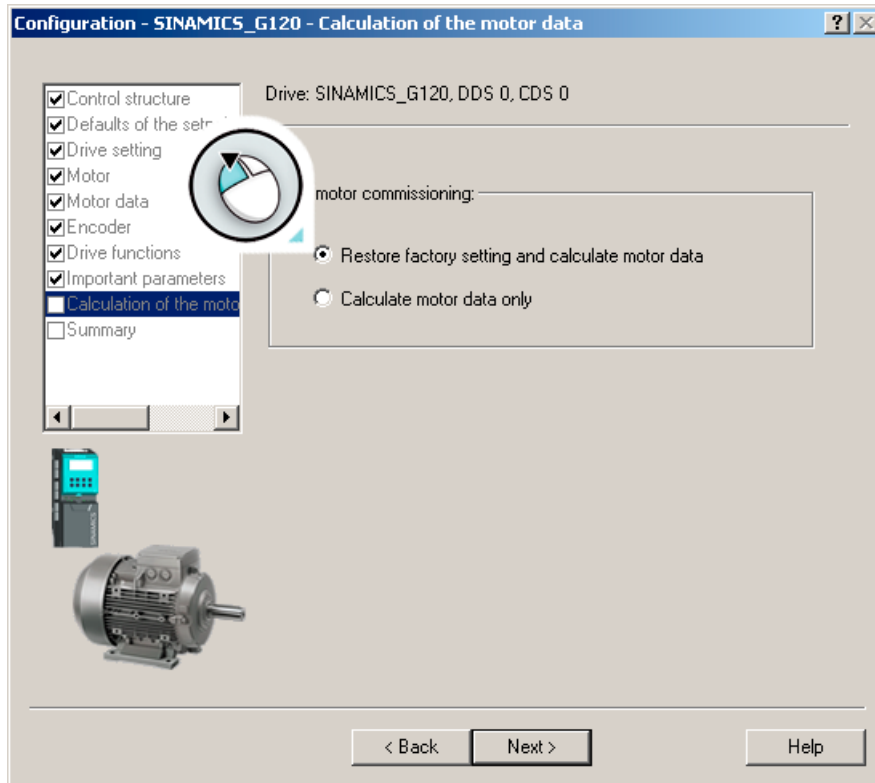 Configuration - SINAMICS_G120 - Calculation of the motor data
Drive: SINAMICS_G120, DDS 0, CDS 0
Control structure
Defaults of the
Drive setting
Motor
Motor data
Encoder
Drive functions
Important parameters
Calculation of the moto
Summary
motor commissioning:
Restore factory setting and calculate motor data
Calculate motor data only
SINAMICS
< Back
Next >
Help